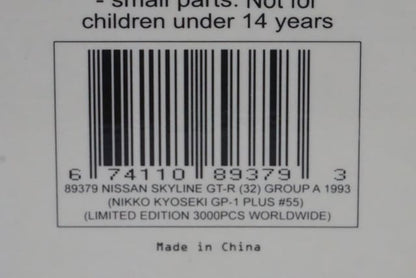 - small parts. Not for
children under 14 years
6 74110 89379 3
89379 NISSAN SKYLINE GT-R (32) GROUP A 1993
(NIKKO KYOSEKI GP-1 PLUS #55)
(LIMITED EDITION 3000PCS WORLDWIDE)
Made in China